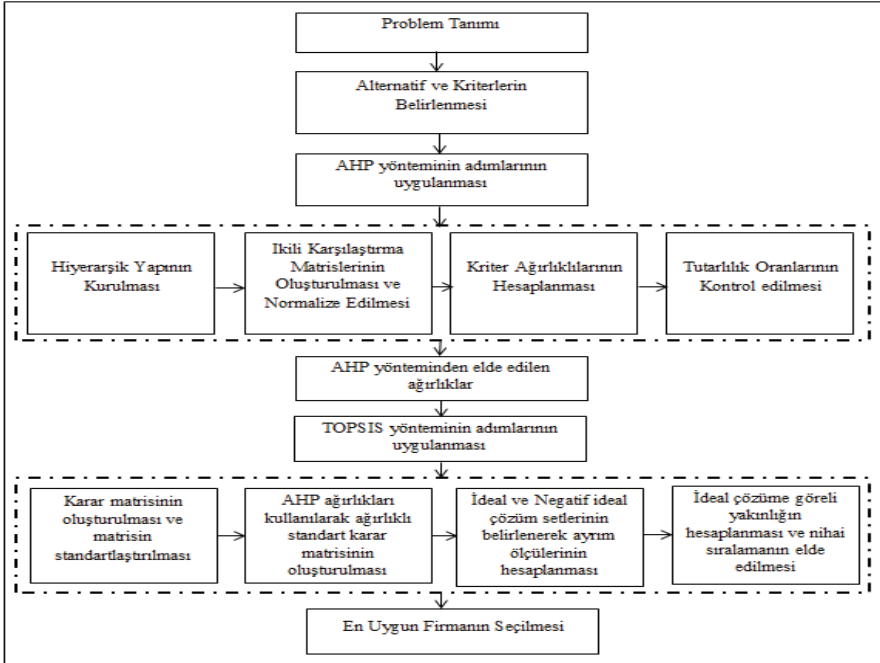 Problem Tanımı
Alternatif ve Kriterlerin
Belirlenmesi
AHP yönteminin adımlarının
uygulanması
Hiyerarşik Yapının
Kurulması
Ikili Karşılaştırma
Matrislerinin
Oluşturulması ve
Normalize Edilmesi
Kriter Ağırlıklılarının
Hesaplanması
Tutarlılık Oranlarının
Kontrol edilmesi
AHP yönteminden elde edilen
ağırlıklar
TOPSIS yönteminin adımlarının
uygulanması
Karar matrisinin
oluşturulması ve
matrisin
standartlaştırılması
AHP ağırlıkları
kullanılarak ağırlıklı
standart karar
matrisinin
oluşturulması
İdeal ve Negatif ideal
çözüm setlerinin
belirlenerek ayrım
ölçülerinin
hesaplanması
İdeal çözüme göreli
yakınlığın
hesaplanması ve nihai
sıralamanın elde
edilmesi
En Uygun Firmanın Seçilmesi